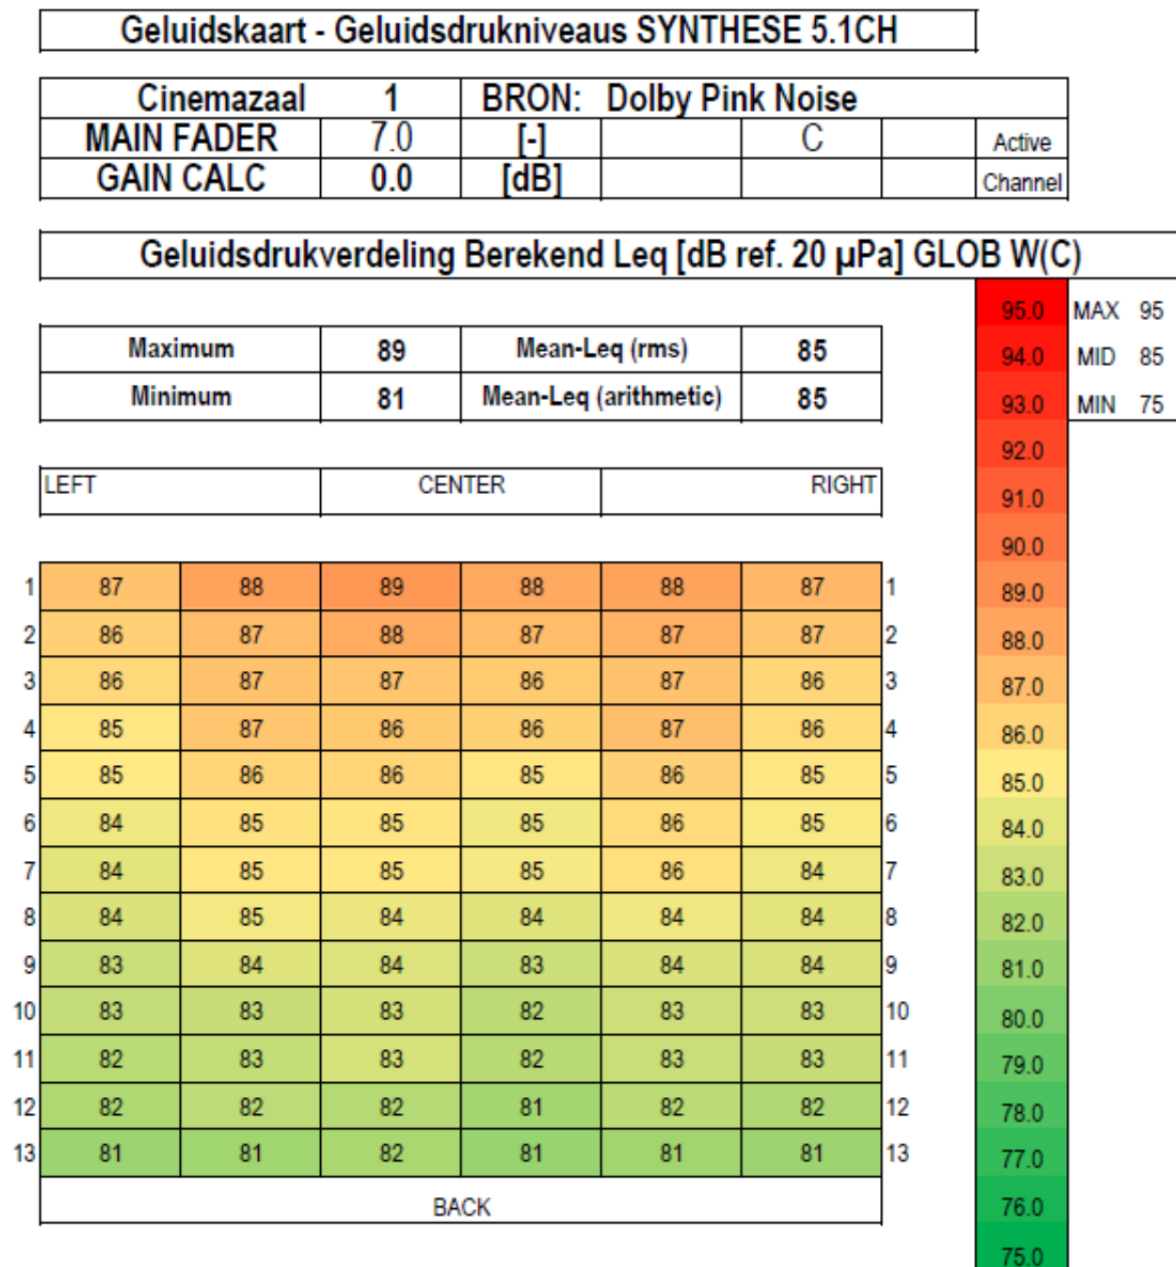 Geluidskaart - Geluidsdrukniveaus SYNTHESE 5.1CH
Cinemazaal 1 BRON: Dolby Pink Noise
MAIN FADER 7.0 [-] C Active
GAIN CALC 0.0 [dB] Channel
Geluidsdrukverdeling Berekend Leq [dB ref. 20 µPa] GLOB W(C)
95.0 MAX 95
Maximum 89 Mean-Leq (rms) 85
94.0 MID 85
Minimum 81 Mean-Leq (arithmetic) 85
93.0 MIN 75
92.0
LEFT CENTER RIGHT
91.0
90.0
1 87 88 89 88 88 87 1 89.0
2 86 87 88 87 87 87 2 88.0
3 86 87 87 86 87 86 3 87.0
4 85 87 86 86 87 86 4 86.0
5 85 86 86 85 86 85 5 85.0
6 84 85 85 85 86 85 6 84.0
7 84 85 85 85 86 84 7 83.0
8 84 85 84 84 84 84 8 82.0
9 83 84 84 83 84 84 9 81.0
10 83 83 83 82 83 83 10 80.0
11 82 83 83 82 83 83 11 79.0
12 82 82 82 81 82 82 12 78.0
13 81 81 82 81 81 81 13 77.0
BACK 76.0
75.0